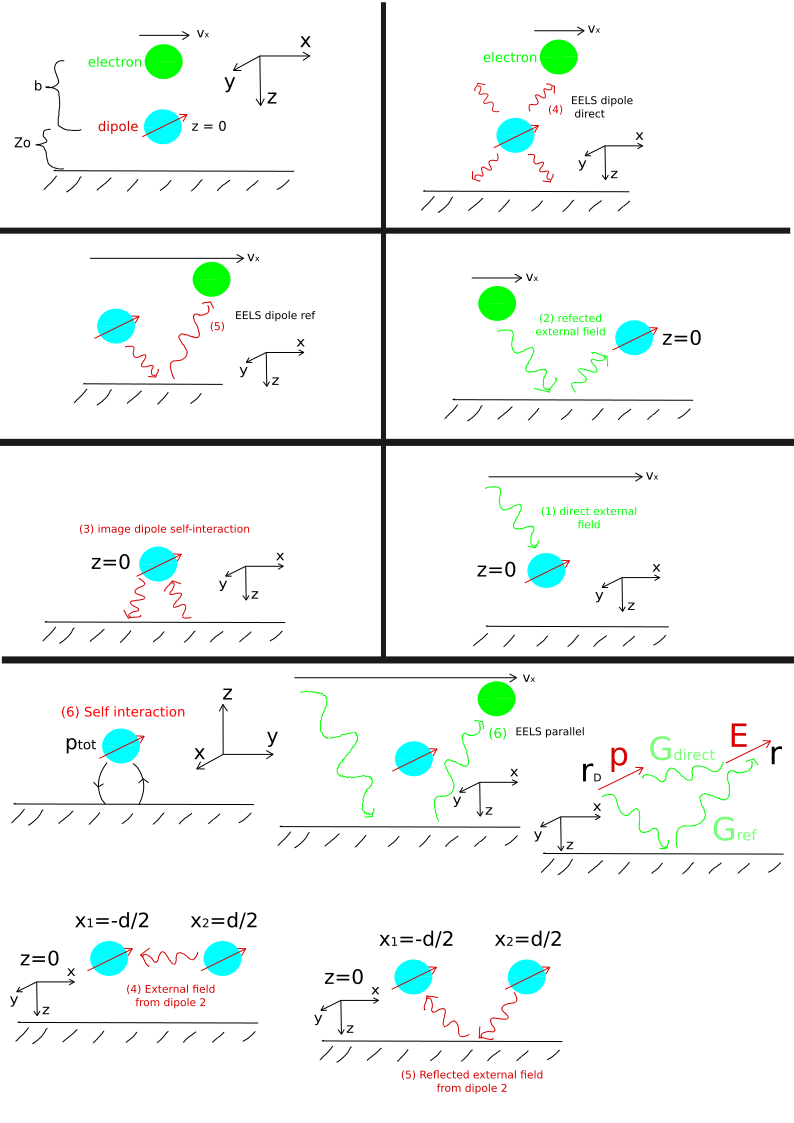 vx
electron
b
dipole
z = 0
Zo
x
y
z
vx
electron
(4)
EELS dipole
direct
x
y
z
vx
(5)
EELS dipole ref
x
y
z
vx
(2) refected
external field
z=0
(3) image dipole self-interaction
z=0
x
y
z
vx
(1) direct external
field
z=0
x
y
z
(6) Self interaction
ptot
z
y
x
vx
(6)
EELS parallel
x
y
z
rD
p
Gdirect
E
r
x
y
z
Gref
x1=-d/2
x2=d/2
z=0
x
y
z
(4) External field
from dipole 2
x1=-d/2
x2=d/2
z=0
x
y
z
(5) Reflected external field
from dipole 2